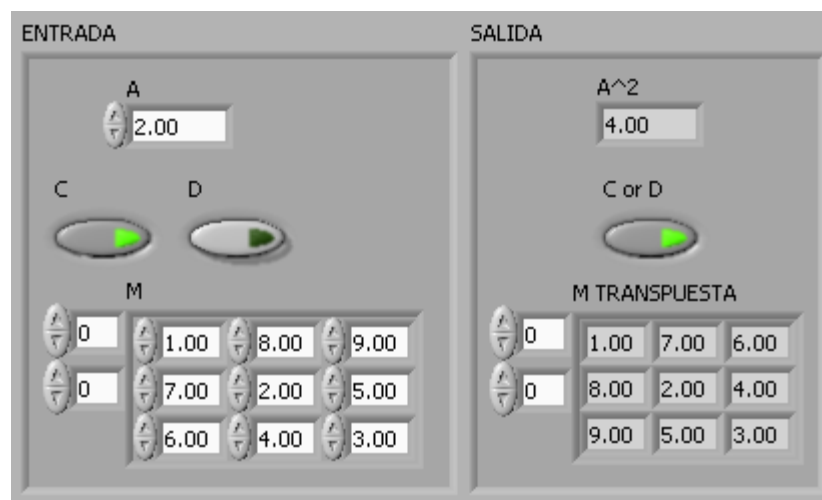 ENTRADA
A
2.00
C D
M
0
0
1.00 8.00 9.00
7.00 2.00 5.00
6.00 4.00 3.00
SALIDA
A^2
4.00
C or D
M TRANSPUESTA
0
0
1.00 7.00 6.00
8.00 2.00 4.00
9.00 5.00 3.00